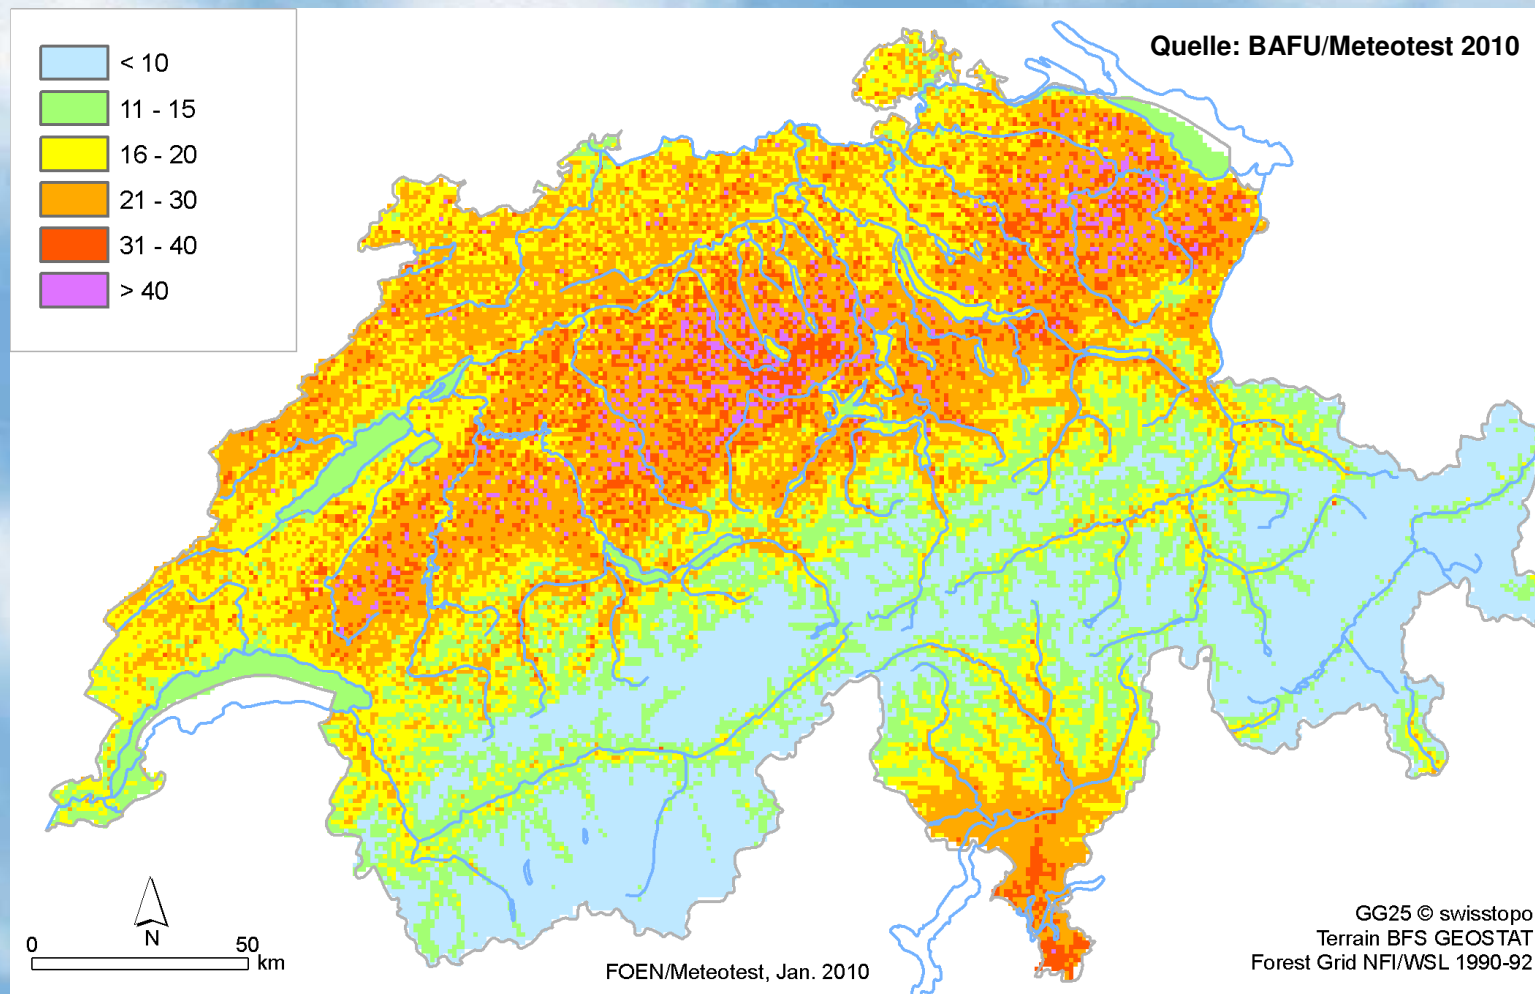 < 10
11 - 15
16 - 20
21 - 30
31 - 40
> 40
Quelle: BAFU/Meteotest 2010
N
0 50
km
FOEN/Meteotest, Jan. 2010
GG25 © swisstopo
Terrain BFS GEOSTAT
Forest Grid NFI/WSL 1990-92